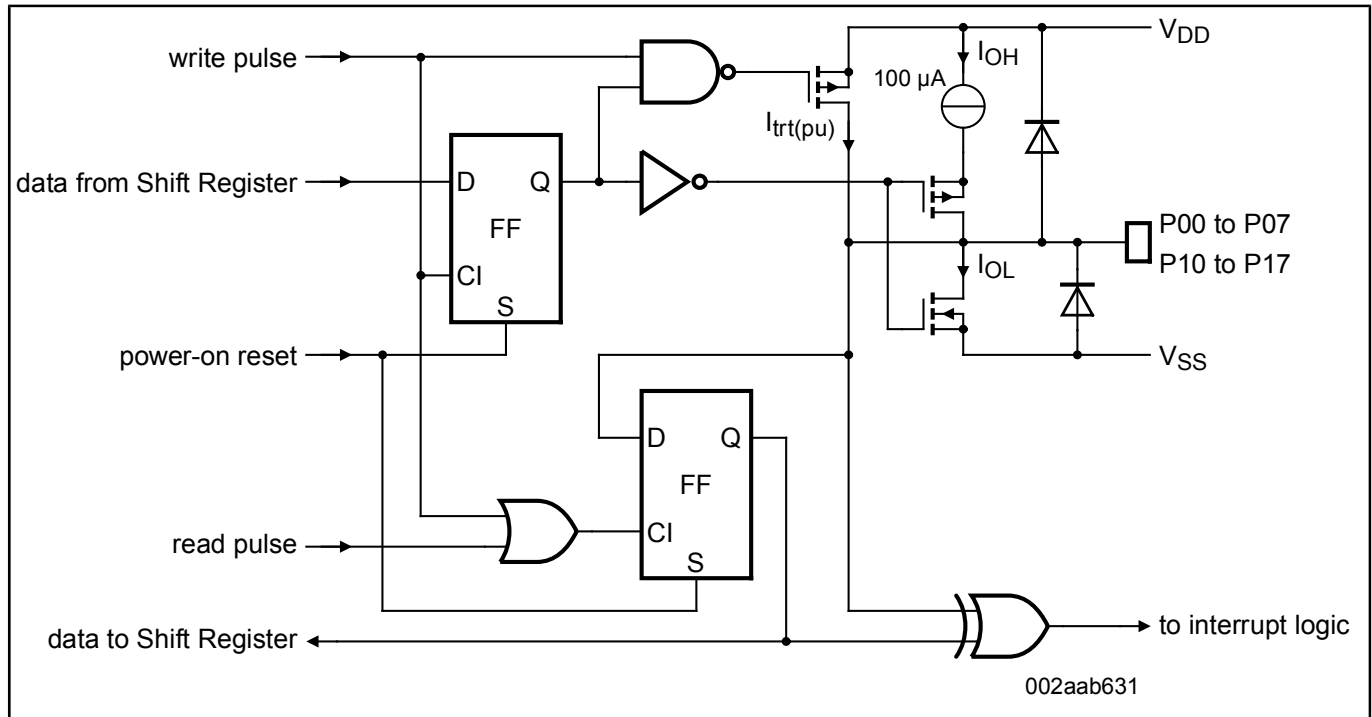 write pulse
V_DD
I_OH
100 µA
I_trt(pu)
data from Shift Register
D
Q
FF
CI
S
P00 to P07
P10 to P17
I_OL
power-on reset
V_SS
D
Q
FF
CI
S
read pulse
data to Shift Register
to interrupt logic
002aab631